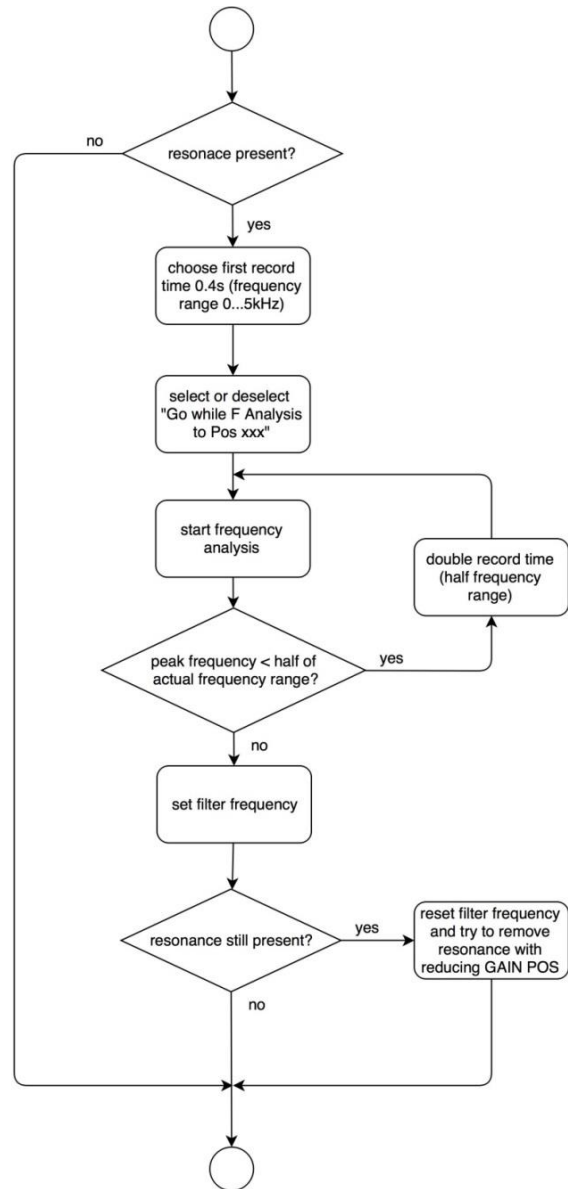 no
resonace present?
yes
choose first record
time 0.4s (frequency
range 0...5kHz)
select or deselect
"Go while F Analysis
to Pos xxx"
start frequency
analysis
double record time
(half frequency
range)
peak frequency < half of
actual frequency range?
yes
no
set filter frequency
resonance still present?
yes
reset filter frequency
and try to remove
resonance with
reducing GAIN POS
no